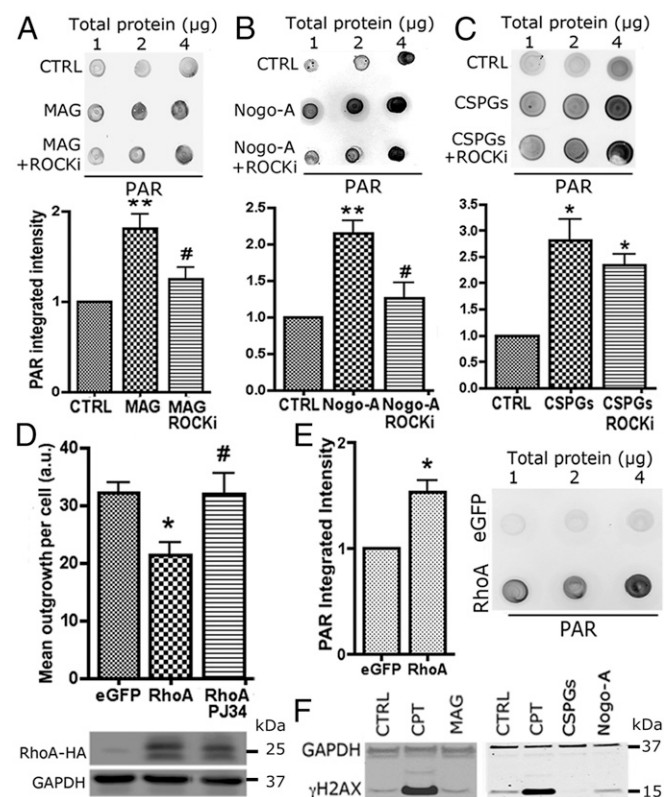 A
Total protein (µg)
1 2 4
CTRL
MAG
MAG
+ROCKi
PAR
PAR integrated intensity
2
1
0
**
#
CTRL MAG MAG
ROCKi
B
Total protein (µg)
1 2 4
CTRL
Nogo-A
Nogo-A
+ROCKi
PAR
2.5
2.0
1.5
1.0
0.5
0.0
**
#
CTRL Nogo-A Nogo-A
ROCKi
C
Total protein (µg)
1 2 4
CTRL
CSPGs
CSPGs
+ROCKi
PAR
3.5
3.0
2.5
2.0
1.5
1.0
0.5
0.0
*
*
CTRL CSPGs CSPGs
ROCKi
D
Mean outgrowth per cell (a.u.)
40
30
20
10
0
*
#
eGFP RhoA RhoA
PJ34
kDa
RhoA-HA 25
GAPDH 37
E
PAR Integrated Intensity
2
1
0
*
eGFP RhoA
Total protein (µg)
1 2 4
eGFP
RhoA
PAR
F
CTRL CPT MAG
CTRL CPT CSPGs Nogo-A
kDa
GAPDH 37
γH2AX 15